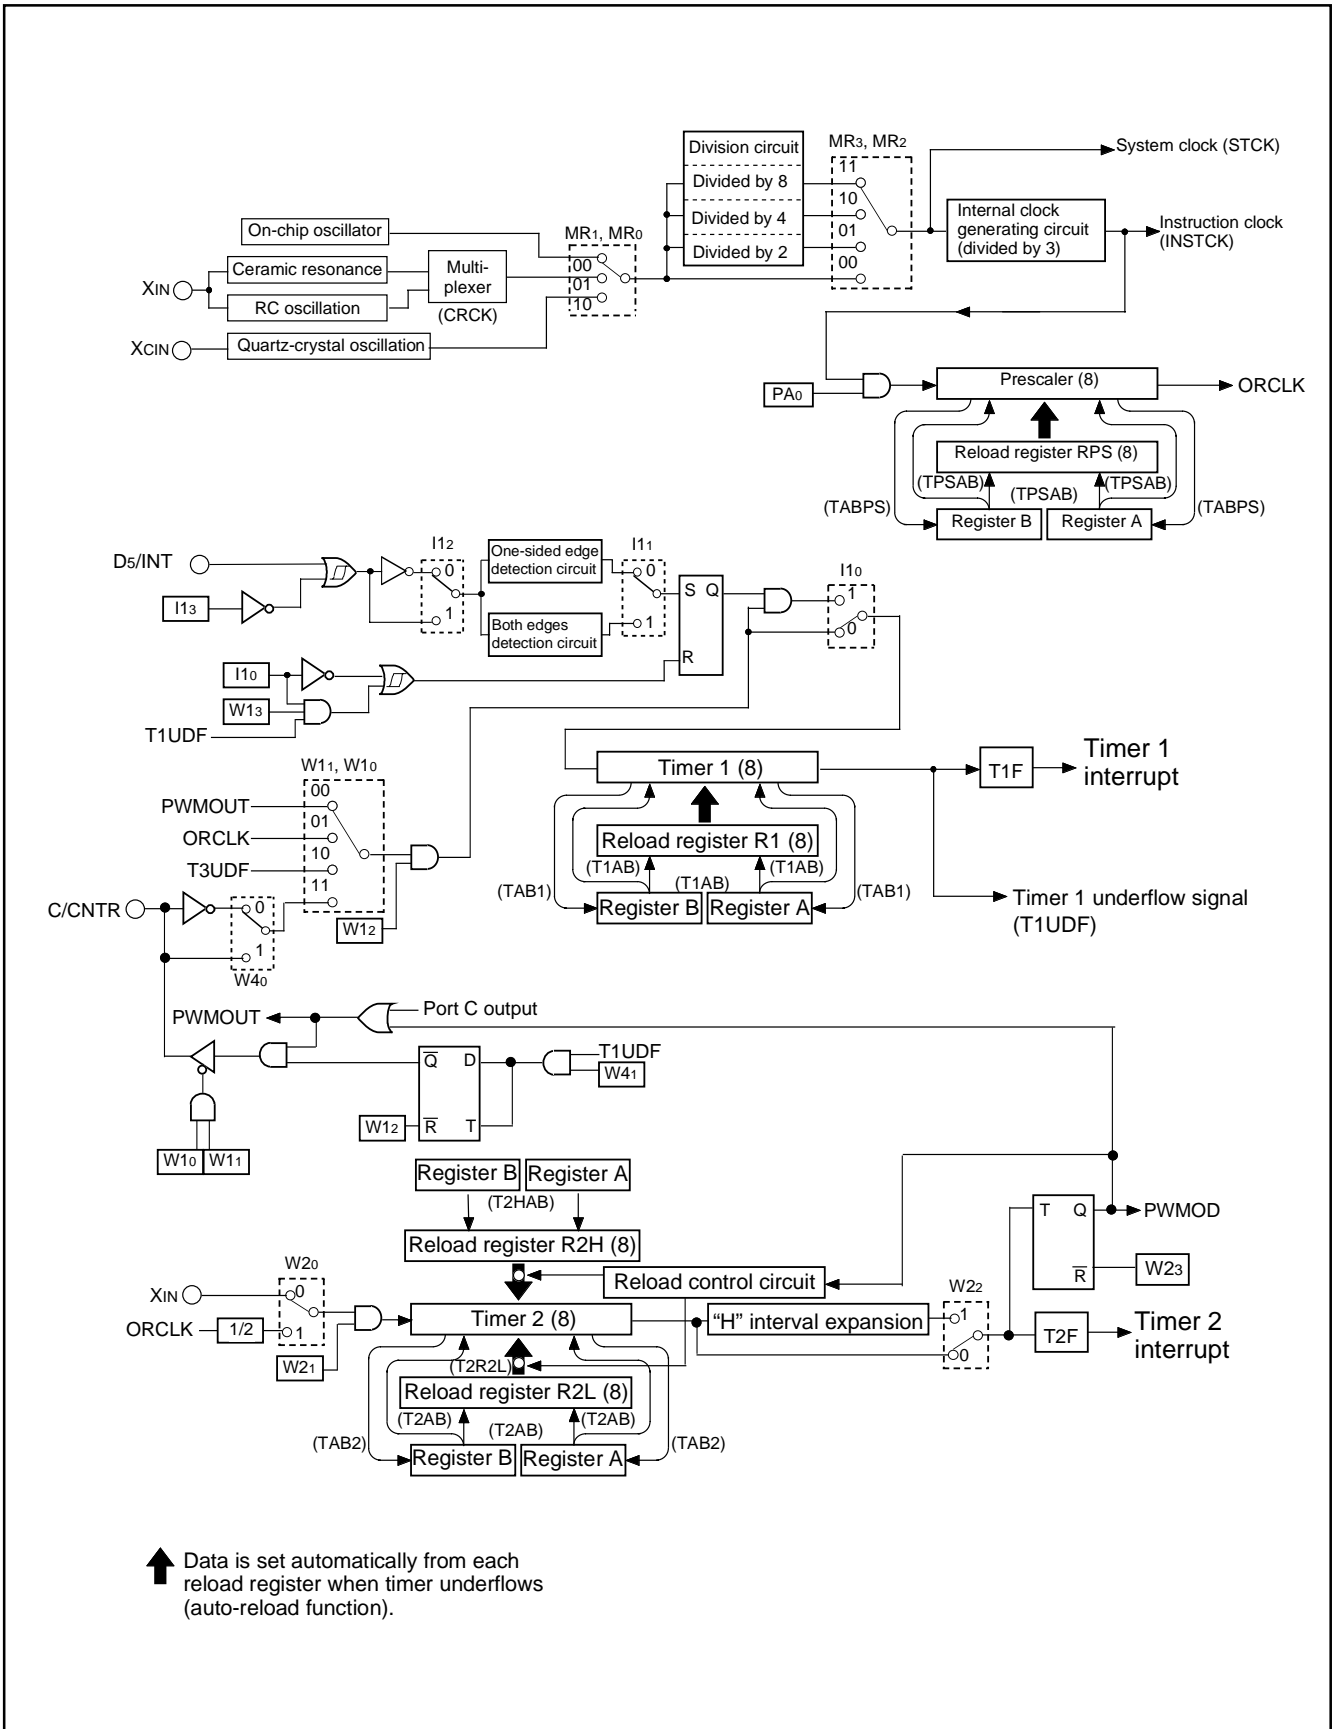 Division circuit
Divided by 8
Divided by 4
Divided by 2
MR3, MR2
11
10
01
00
System clock (STCK)
Internal clock
generating circuit
(divided by 3)
Instruction clock
(INSTCK)
On-chip oscillator
MR1, MR0
00
01
10
Ceramic resonance
Multi-
plexer
(CRCK)
XIN
RC oscillation
XCIN
Quartz-crystal oscillation
PA0
Prescaler (8)
ORCLK
Reload register RPS (8)
(TPSAB)
(TPSAB)
(TPSAB)
(TABPS)
(TABPS)
Register B
Register A
D5/INT
I13
I12
0
1
One-sided edge
detection circuit
Both edges
detection circuit
I11
0
1
S
Q
R
I10
1
0
I10
W13
T1UDF
W11, W10
00
01
10
11
PWMOUT
ORCLK
T3UDF
C/CNTR
0
1
W40
W12
Timer 1 (8)
T1F
Timer 1
interrupt
Reload register R1 (8)
(T1AB)
(T1AB)
(T1AB)
(TAB1)
(TAB1)
Register B
Register A
Timer 1 underflow signal
(T1UDF)
PWMOUT
Port C output
Q
D
R
T
T1UDF
W41
W12
W10
W11
Register B
Register A
(T2HAB)
Reload register R2H (8)
T
Q
R
PWMOD
W23
W20
0
1
XIN
ORCLK
1/2
W21
Reload control circuit
Timer 2 (8)
“H” interval expansion
W22
1
0
T2F
Timer 2
interrupt
(T2R2L)
Reload register R2L (8)
(T2AB)
(T2AB)
(T2AB)
(TAB2)
(TAB2)
Register B
Register A
Data is set automatically from each
reload register when timer underflows
(auto-reload function).